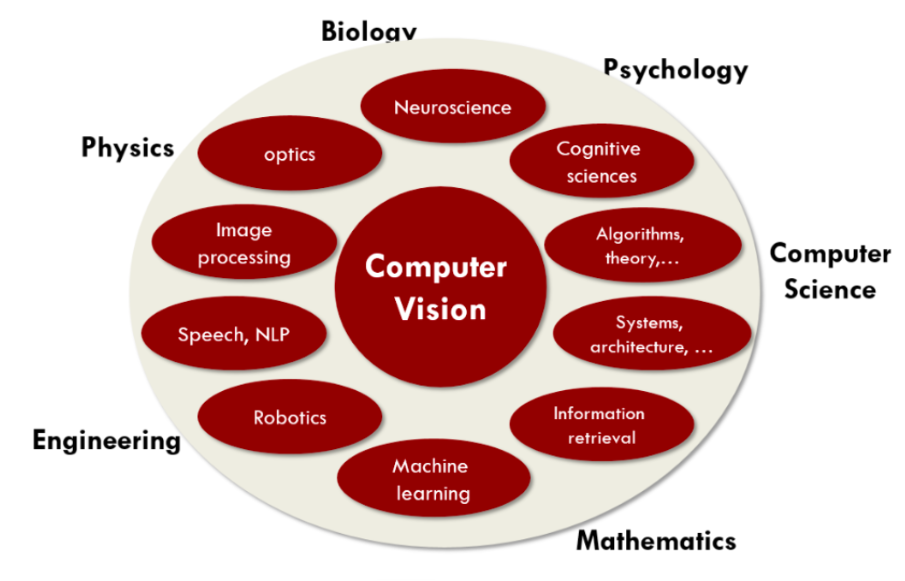 Biology
Psychology
Neuroscience
Physics
optics
Cognitive
sciences
Image
processing
Algorithms,
theory,...
Computer
Science
Computer
Vision
Speech, NLP
Systems,
architecture, ...
Robotics
Information
retrieval
Engineering
Machine
learning
Mathematics